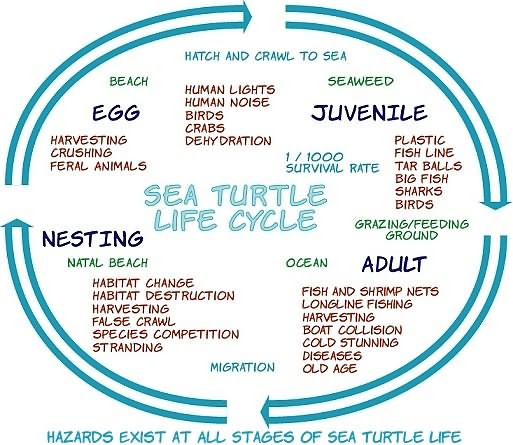 HATCH AND CRAWL TO SEA
BEACH
EGG
HARVESTING
CRUSHING
FERAL ANIMALS
HUMAN LIGHTS
HUMAN NOISE
BIRDS
CRABS
DEHYDRATION
SEAWEED
JUVENILE
1 / 1000
SURVIVAL RATE
PLASTIC
FISH LINE
TAR BALLS
BIG FISH
SHARKS
BIRDS
SEA TURTLE
LIFE CYCLE
GRAZING/FEEDING
GROUND
NESTING
NATAL BEACH
HABITAT CHANGE
HABITAT DESTRUCTION
HARVESTING
FALSE CRAWL
SPECIES COMPETITION
STRANDING
OCEAN
ADULT
FISH AND SHRIMP NETS
LONGLINE FISHING
HARVESTING
BOAT COLLISION
COLD STUNNING
DISEASES
OLD AGE
MIGRATION
HAZARDS EXIST AT ALL STAGES OF SEA TURTLE LIFE